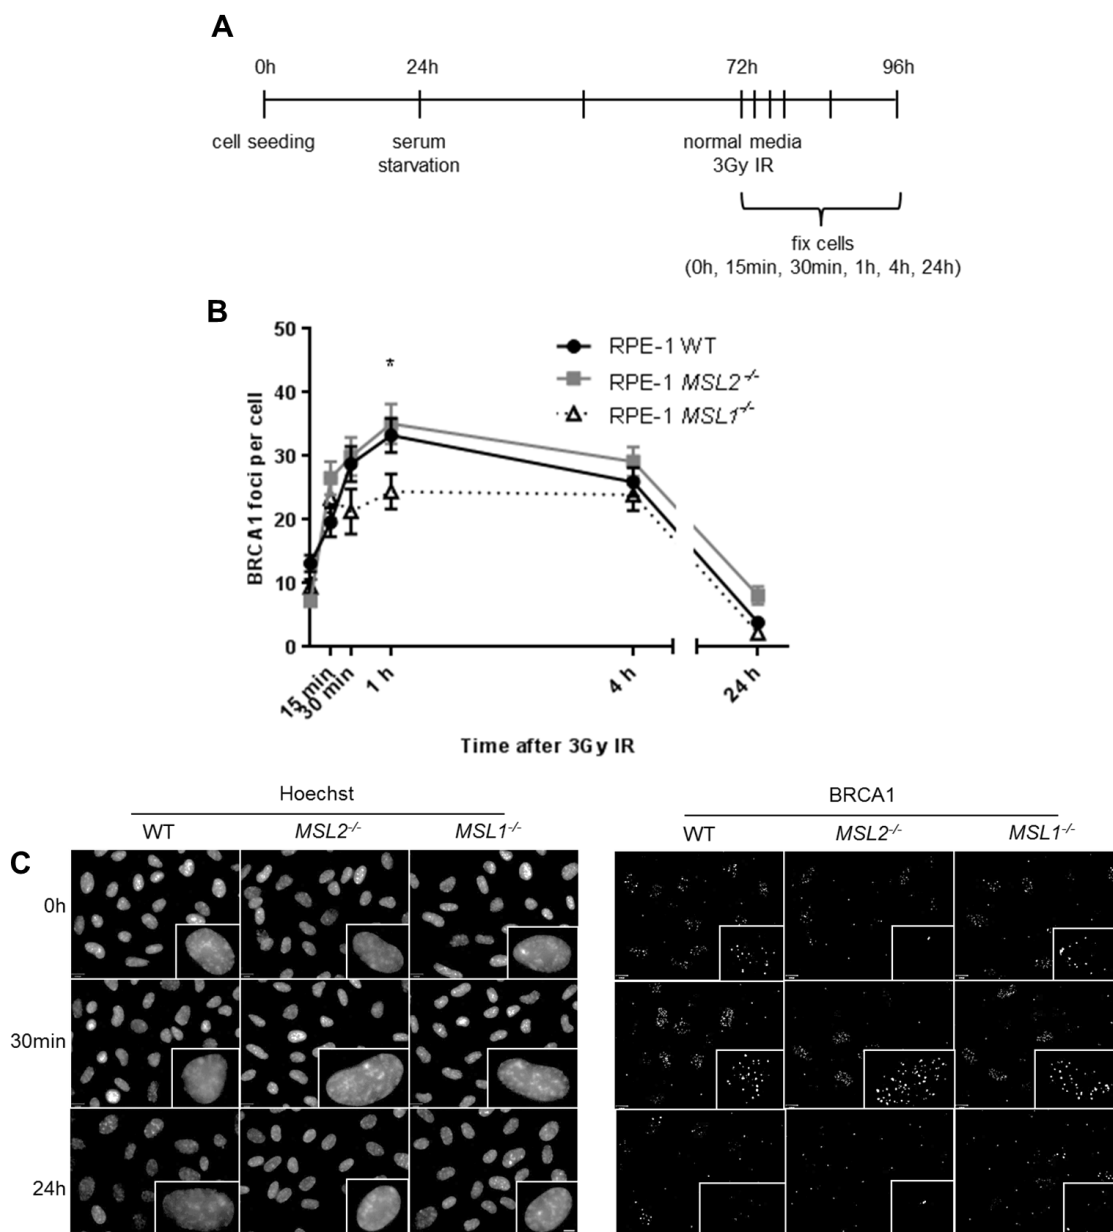 A
0h 24h 72h 96h
cell seeding serum normal media
starvation 3Gy IR
fix cells
(0h, 15min, 30min, 1h, 4h, 24h)
B
50
40
30
20
10
0
BRCA1 foci per cell
*
RPE-1 WT
RPE-1 MSL2-/-
RPE-1 MSL1-/-
15 min 30 min 1 h 4 h 24 h
Time after 3Gy IR
Hoechst BRCA1
WT MSL2-/- MSL1-/- WT MSL2-/- MSL1-/-
C
0h
30min
24h